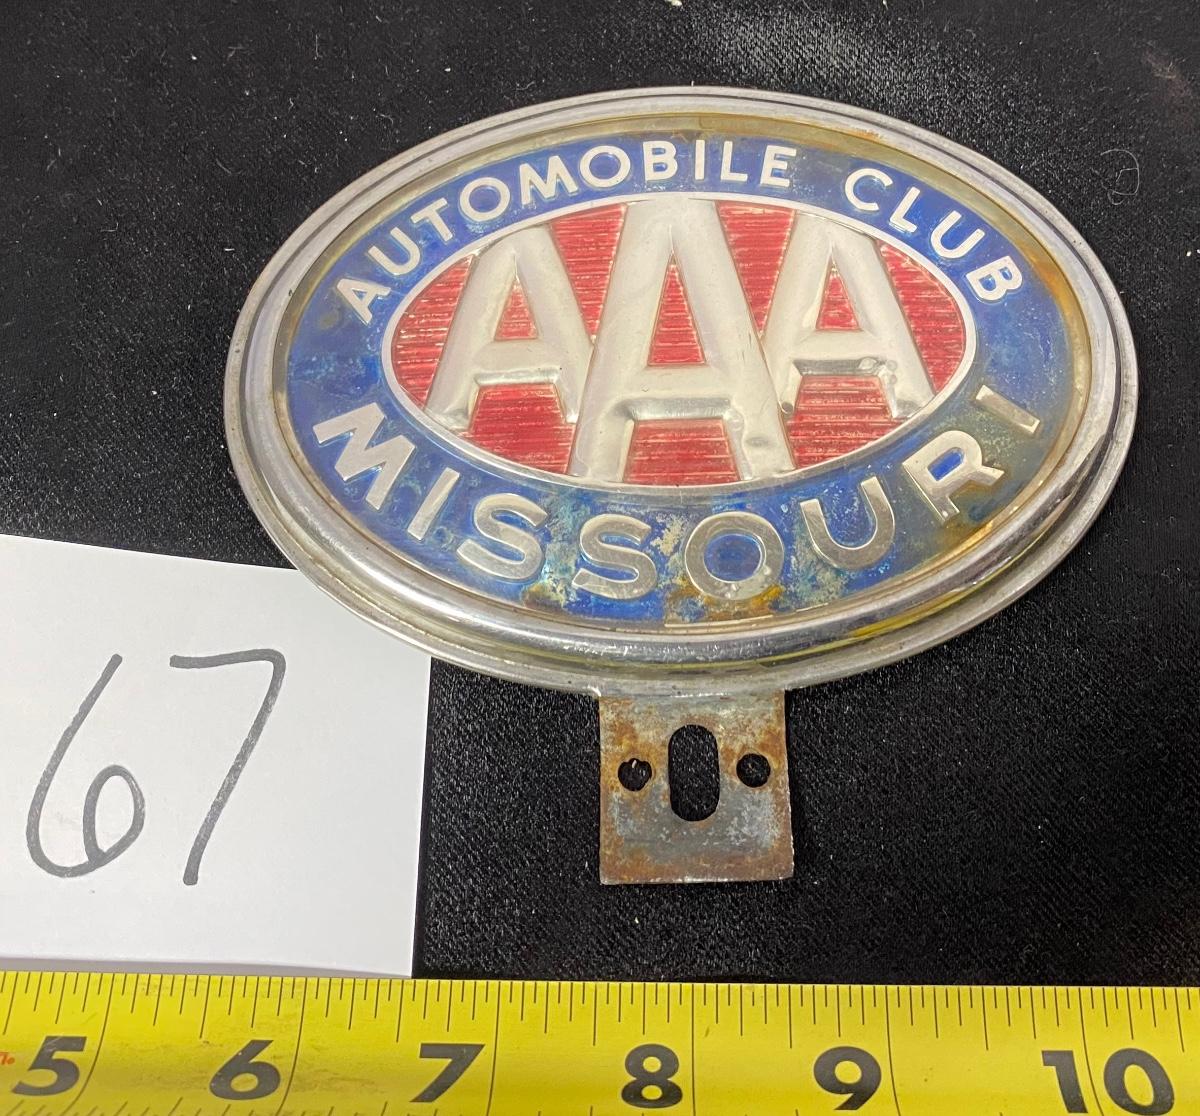 AUTOMOBILE CLUB
AAA
MISSOURI
67
5 6 7 8 9 10